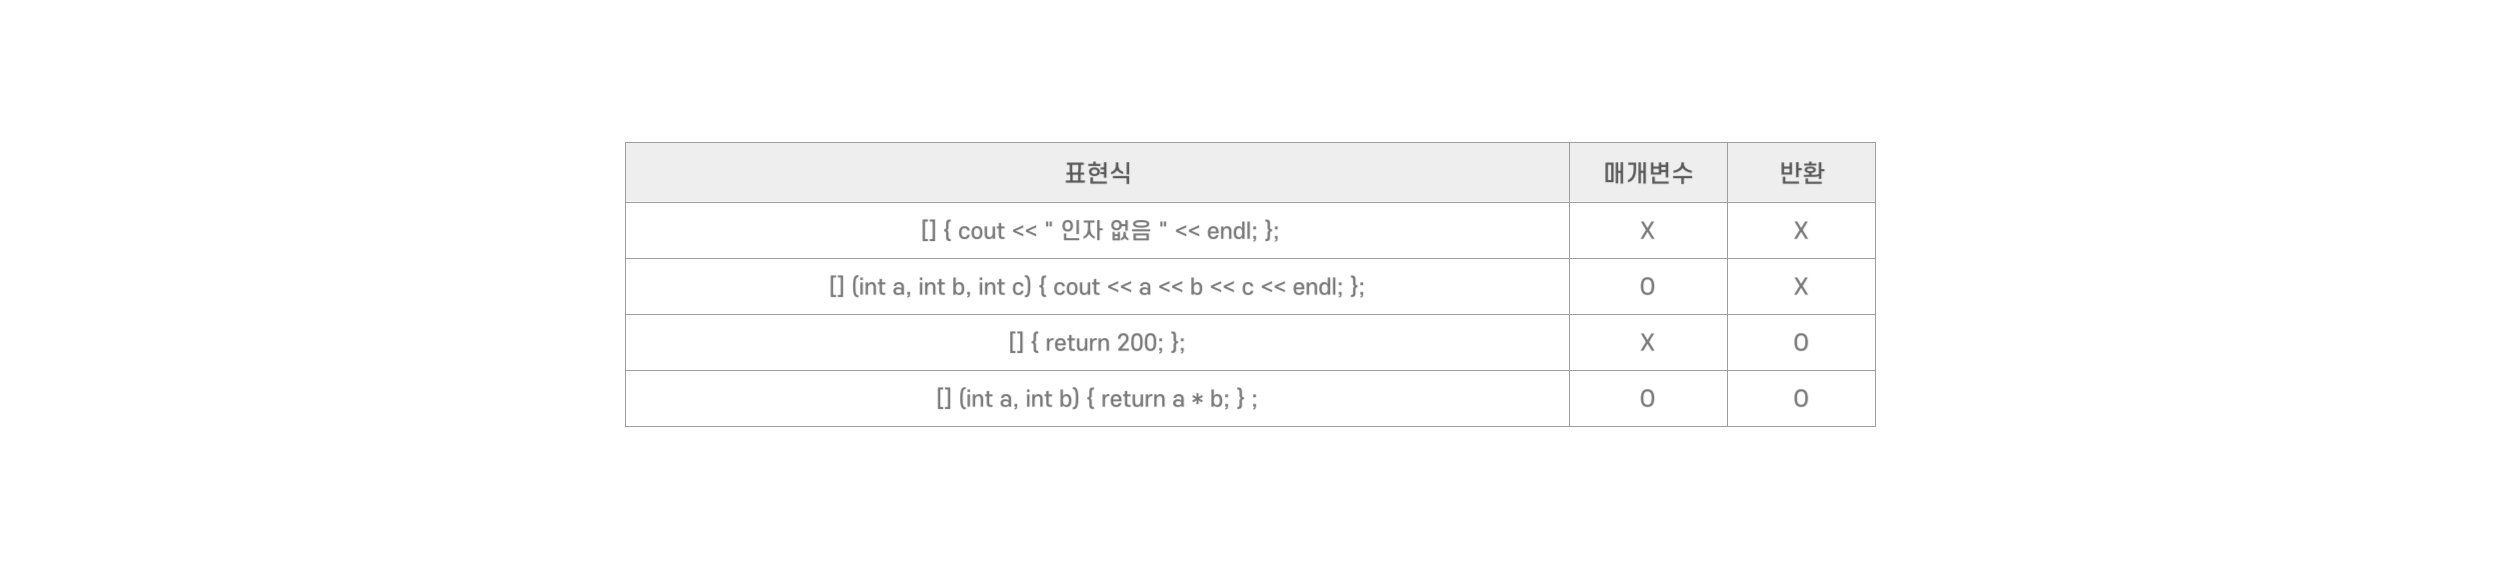 표현식 매개변수 반환
[] { cout << " 인자 없음 " << endl; }; X X
[] (int a, int b, int c) { cout << a << b << c << endl; }; O X
[] { return 200; }; X O
[] (int a, int b) { return a * b; } ; O O